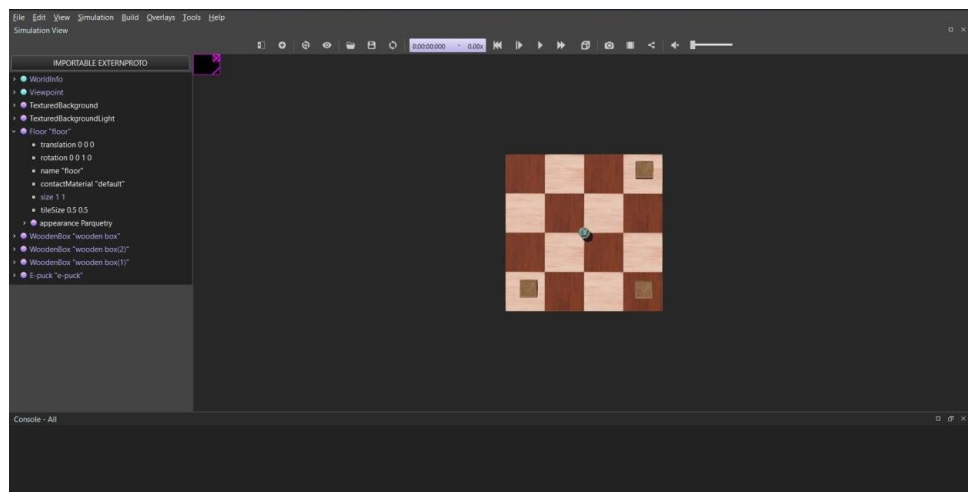 File Edit View Simulation Build Overlays Tools Help
Simulation View
0:00:00:000 - 0.00x
IMPORTABLE EXTERNPROTO
WorldInfo
Viewpoint
TexturedBackground
TexturedBackgroundLight
Floor "floor"
translation 0 0 0
rotation 0 0 1 0
name "floor"
contactMaterial "default"
size 1 1
tileSize 0.5 0.5
appearance Parquetry
WoodenBox "wooden box"
WoodenBox "wooden box(2)"
WoodenBox "wooden box(1)"
E-puck "e-puck"
Console - All